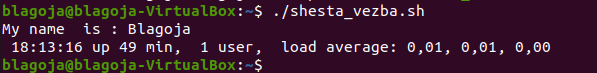 blagoja@blagoja-VirtualBox:~$ ./shesta_vezba.sh
My name  is : Blagoja
 18:13:16 up 49 min,  1 user,  load average: 0,01, 0,01, 0,00
blagoja@blagoja-VirtualBox:~$